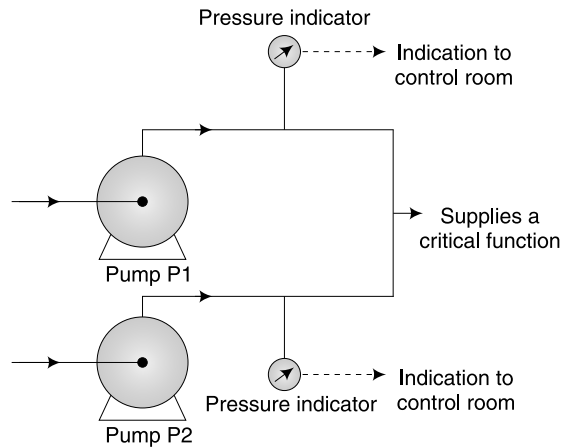 Pressure indicator
Indication to
control room
Pump P1
Supplies a
critical function
Pump P2
Pressure indicator
Indication to
control room